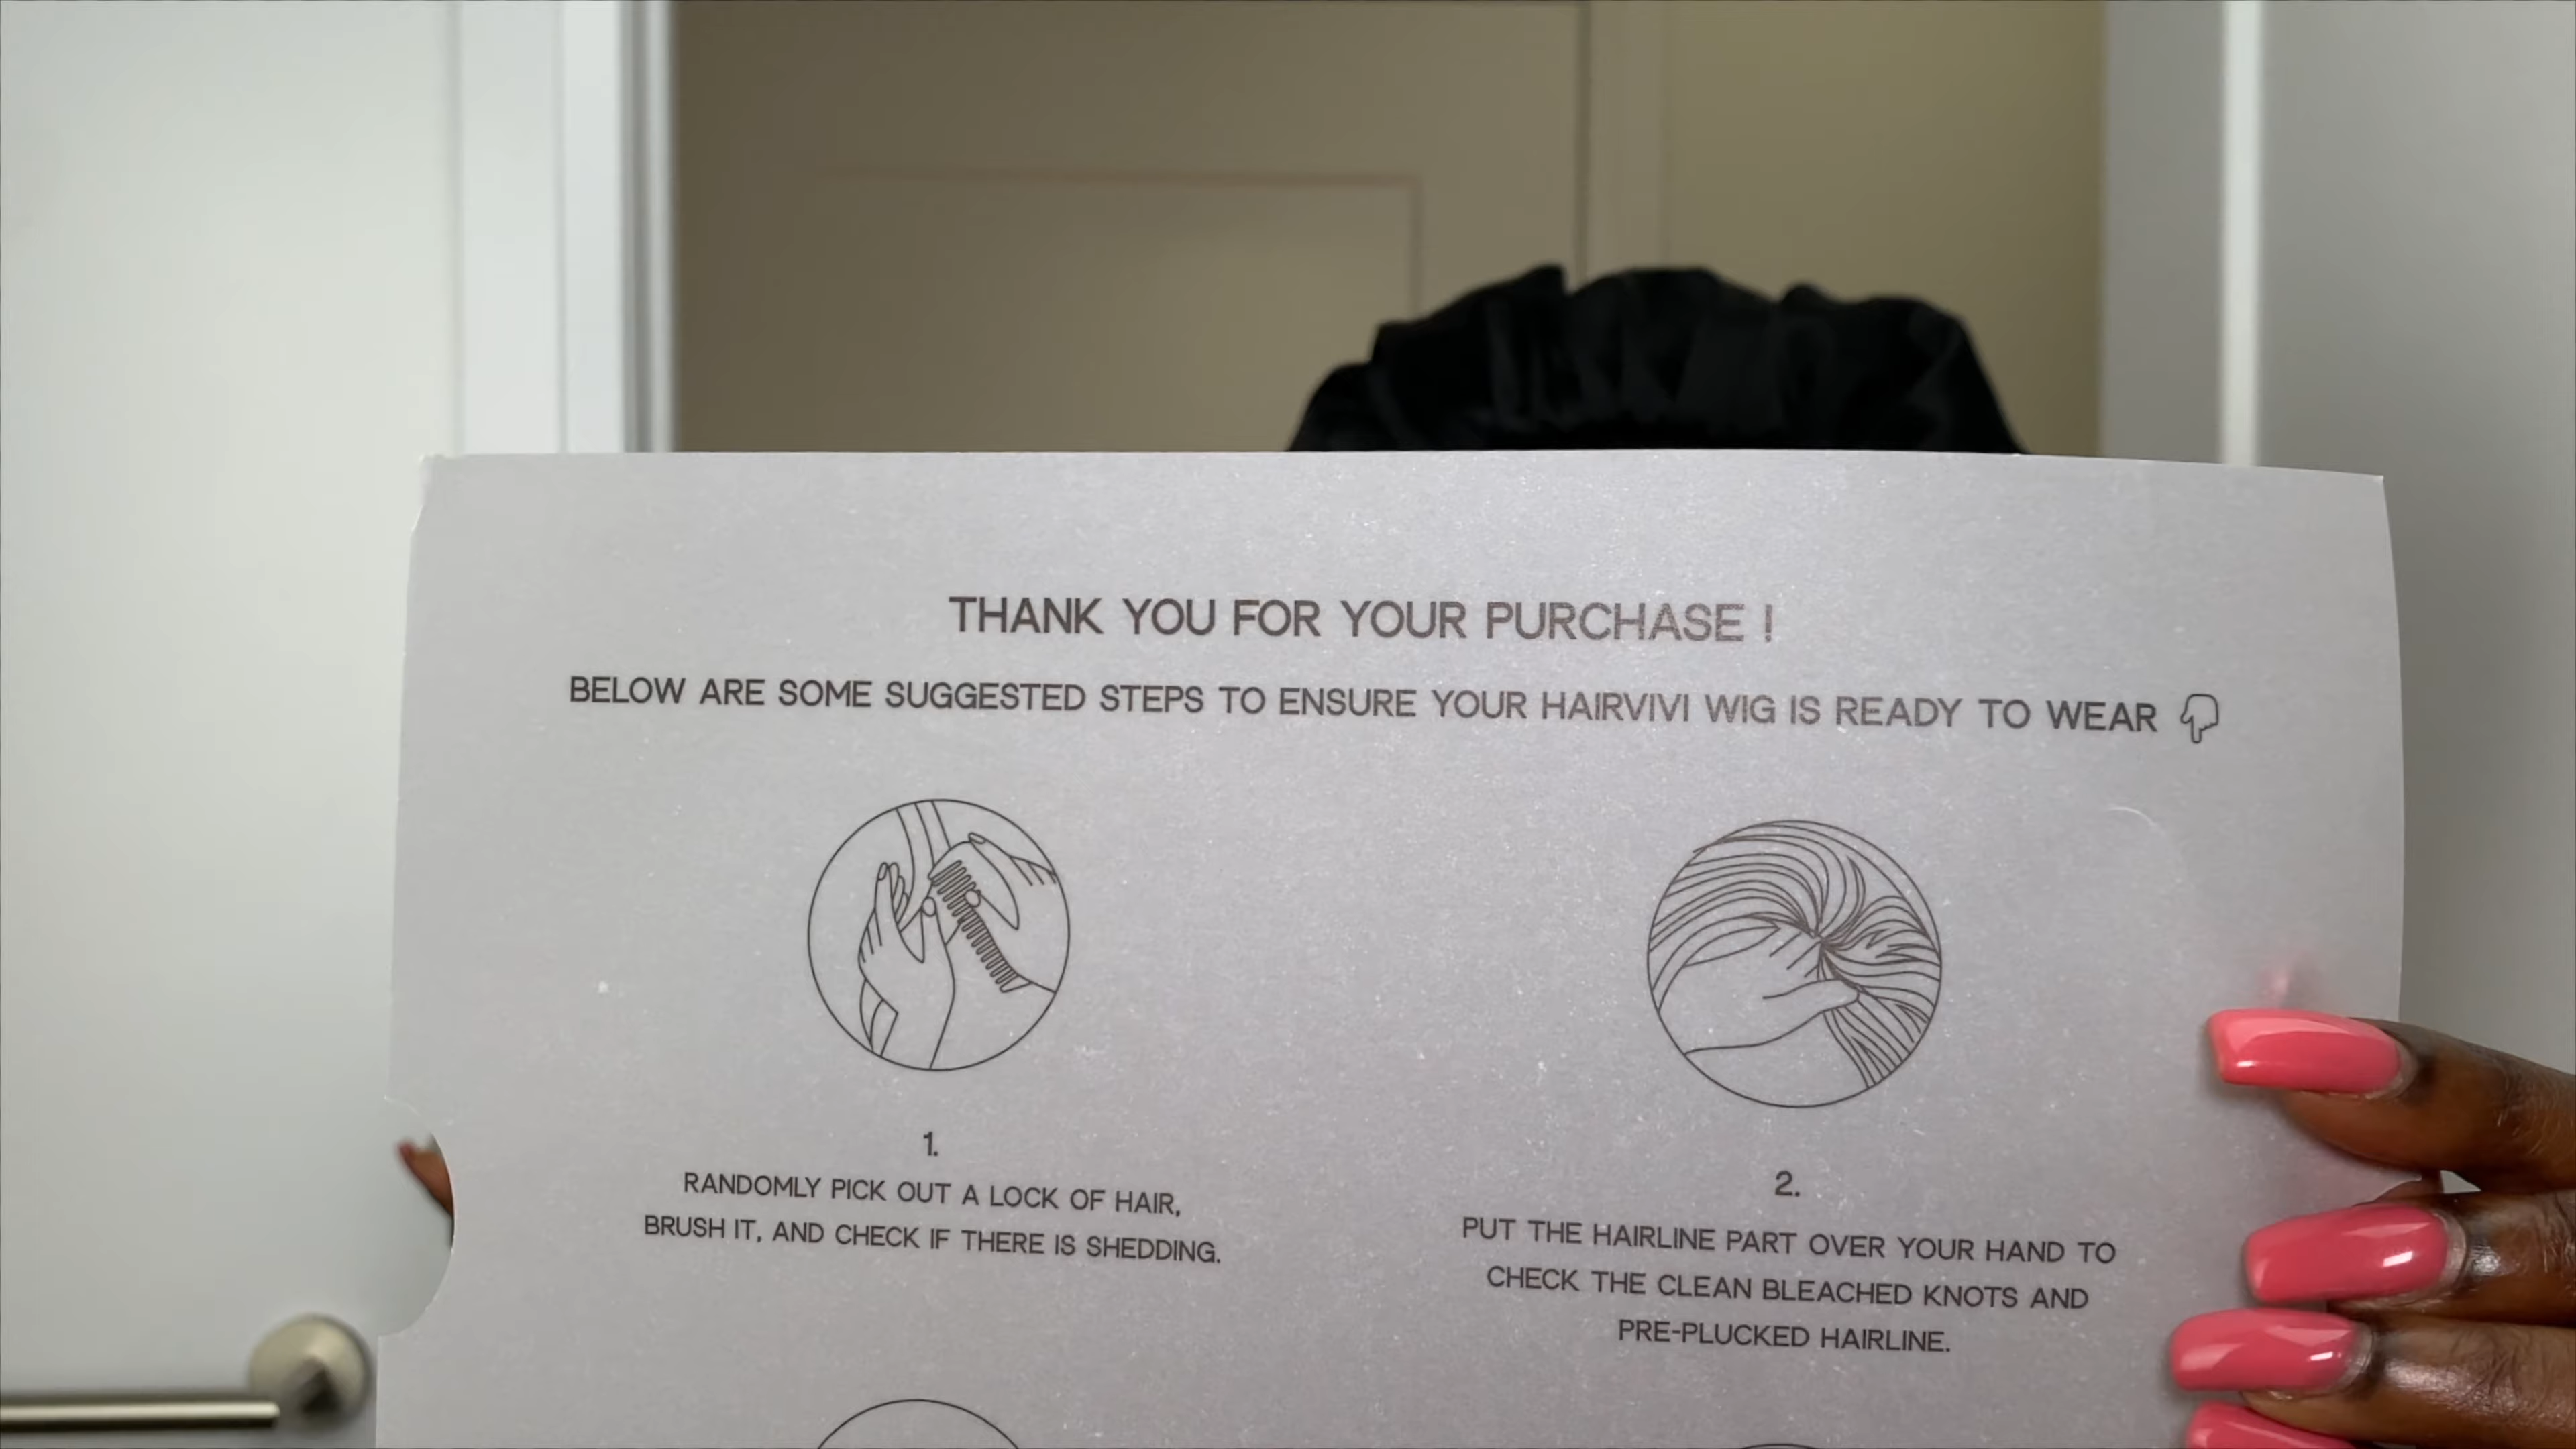 THANK YOU FOR YOUR PURCHASE !
BELOW ARE SOME SUGGESTED STEPS TO ENSURE YOUR HAIRVIVI WIG IS READY TO WEAR
1.
RANDOMLY PICK OUT A LOCK OF HAIR,
BRUSH IT, AND CHECK IF THERE IS SHEDDING.
2.
PUT THE HAIRLINE PART OVER YOUR HAND TO
CHECK THE CLEAN BLEACHED KNOTS AND
PRE-PLUCKED HAIRLINE.